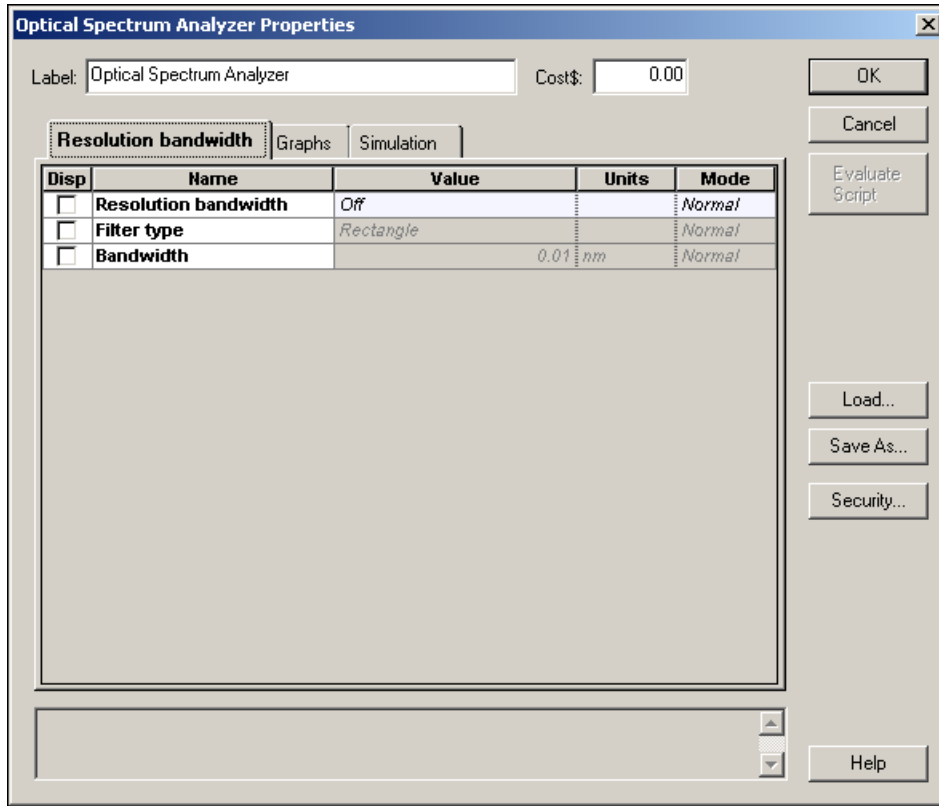 Optical Spectrum Analyzer Properties
Label: Optical Spectrum Analyzer Cost$: 0.00
OK
Cancel
Evaluate
Script
Resolution bandwidth Graphs Simulation
Disp Name Value Units Mode
Resolution bandwidth Off Normal
Filter type Rectangle Normal
Bandwidth 0.01 nm Normal
Load...
Save As...
Security...
Help